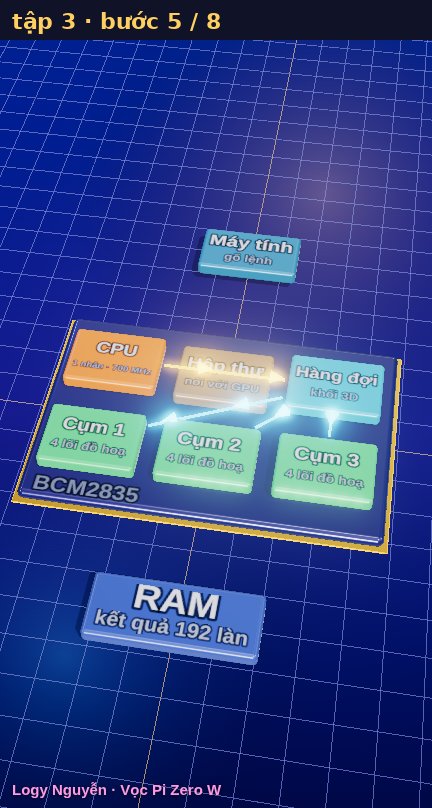 tập 3 · bước 5 / 8
Máy tính
gõ lệnh
CPU
1 nhân · 700 MHz
Hộp thư
nói với GPU
Hàng đợi
khối 3D
Cụm 1
4 lõi đồ hoạ
Cụm 2
4 lõi đồ hoạ
Cụm 3
4 lõi đồ hoạ
BCM2835
RAM
kết quả 192 làn
Logy Nguyễn · Vọc Pi Zero W